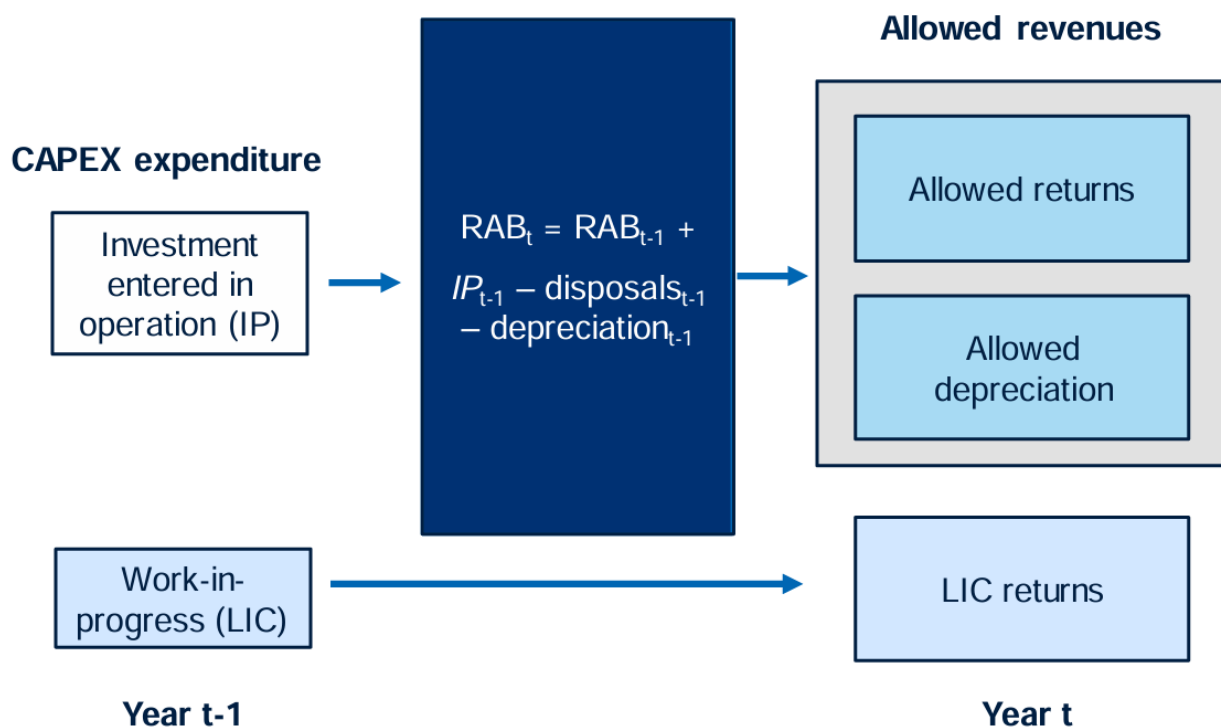 Allowed revenues
CAPEX expenditure
Investment
entered in
operation (IP)
RABt = RABt-1 +
IPt-1 – disposalst-1
– depreciationt-1
Allowed returns
Allowed
depreciation
Work-in-
progress (LIC)
LIC returns
Year t-1
Year t